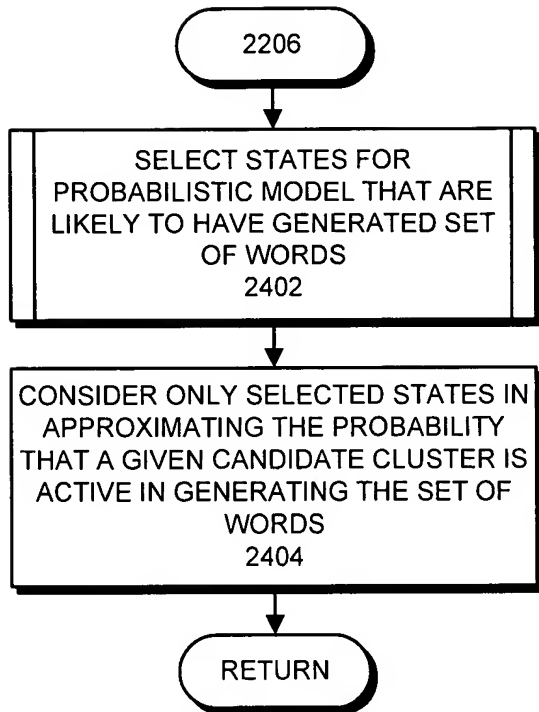 2206
SELECT STATES FOR
PROBABILISTIC MODEL THAT ARE
LIKELY TO HAVE GENERATED SET
OF WORDS
2402
CONSIDER ONLY SELECTED STATES IN
APPROXIMATING THE PROBABILITY
THAT A GIVEN CANDIDATE CLUSTER IS
ACTIVE IN GENERATING THE SET OF
WORDS
2404
RETURN